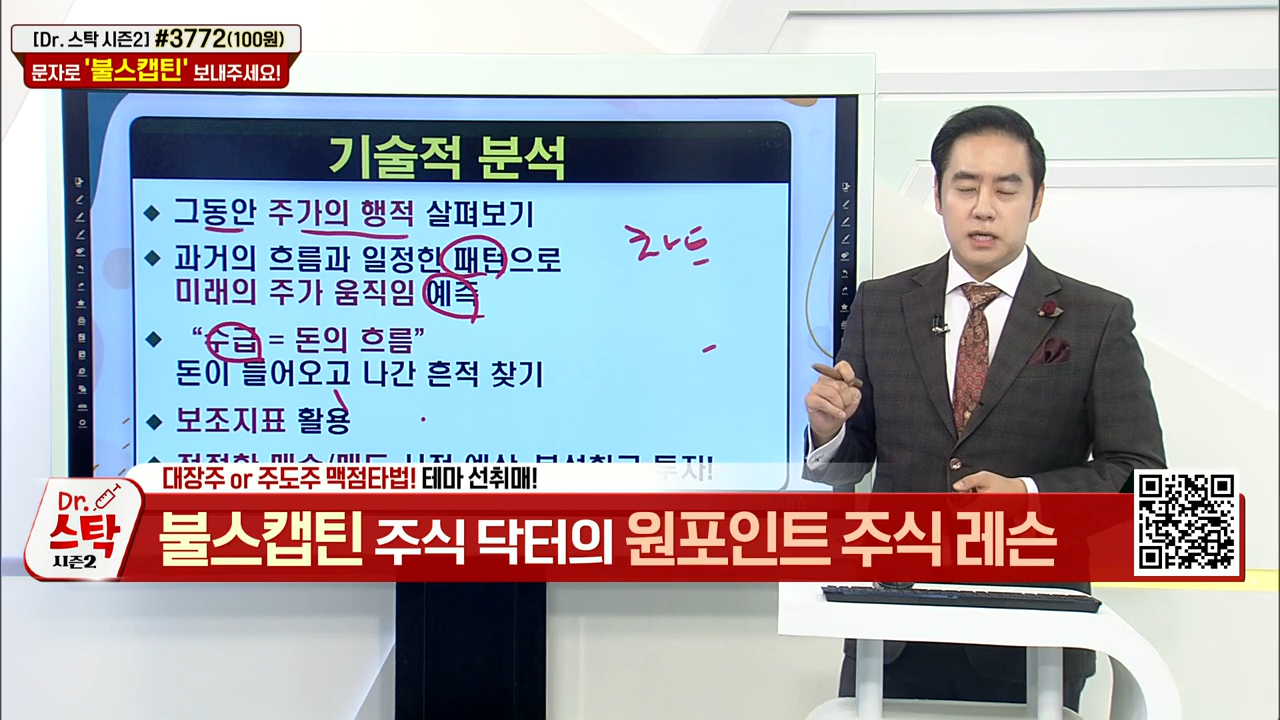 [Dr. 스탁 시즌2] #3772(100원)
문자로 '불스캡틴' 보내주세요!
기술적 분석
그동안 주가의 행적 살펴보기
과거의 흐름과 일정한 패턴으로
미래의 주가 움직임 예측
“수급 = 돈의 흐름”
돈이 들어오고 나간 흔적 찾기
보조지표 활용
대장주 or 주도주 맥점타법! 테마 선취매!
Dr.
스탁
시즌2
불스캡틴 주식 닥터의 원포인트 주식 레슨